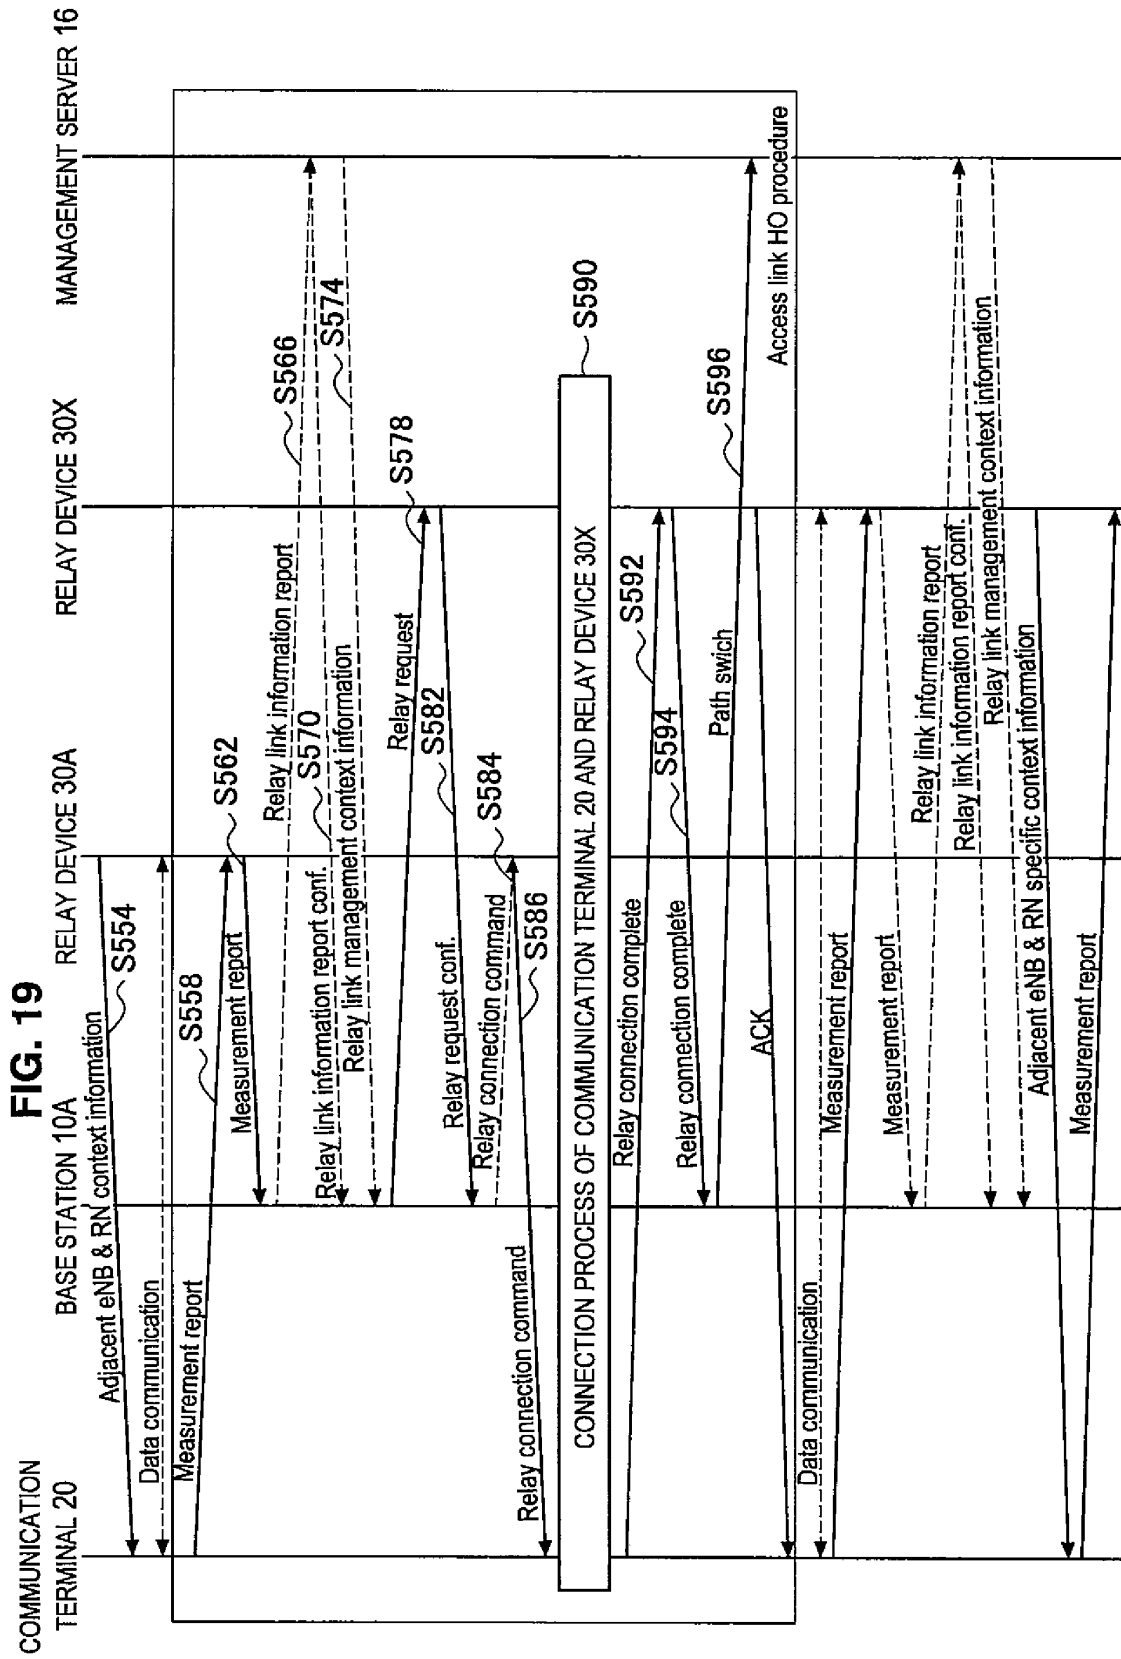 FIG. 19
COMMUNICATION
TERMINAL 20
BASE STATION 10A
RELAY DEVICE 30A
RELAY DEVICE 30X
MANAGEMENT SERVER 16
Adjacent eNB & RN context information
S554
Data communication
Measurement report
S558
Measurement report
S562
Relay link information report
S566
Relay link information report conf.
S570
Relay link management context information
S574
Relay request
S578
Relay request conf.
S582
Relay connection command
S584
Relay connection command
S586
CONNECTION PROCESS OF COMMUNICATION TERMINAL 20 AND RELAY DEVICE 30X
S590
Relay connection complete
S592
Relay connection complete
S594
Path swich
S596
ACK
Access link HO procedure
Data communication
Measurement report
Measurement report
Relay link information report
Relay link information report conf.
Relay link management context information
Adjacent eNB & RN specific context information
Measurement report